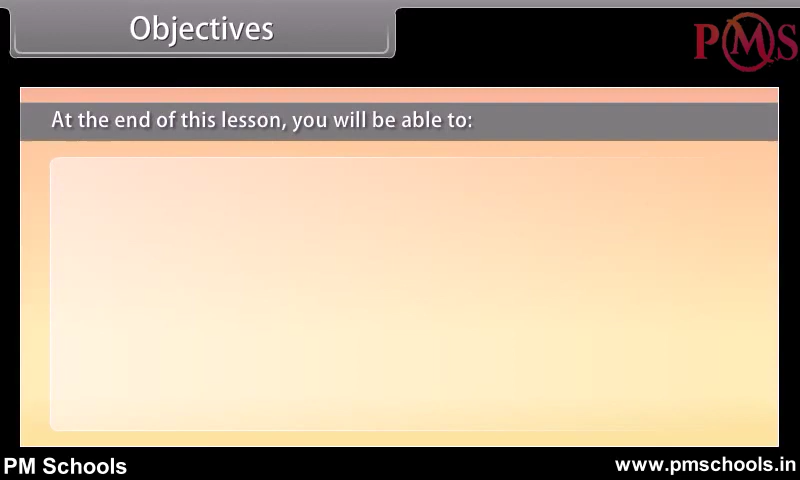 Objectives
PMS
At the end of this lesson, you will be able to:
PM Schools
www.pmschools.in